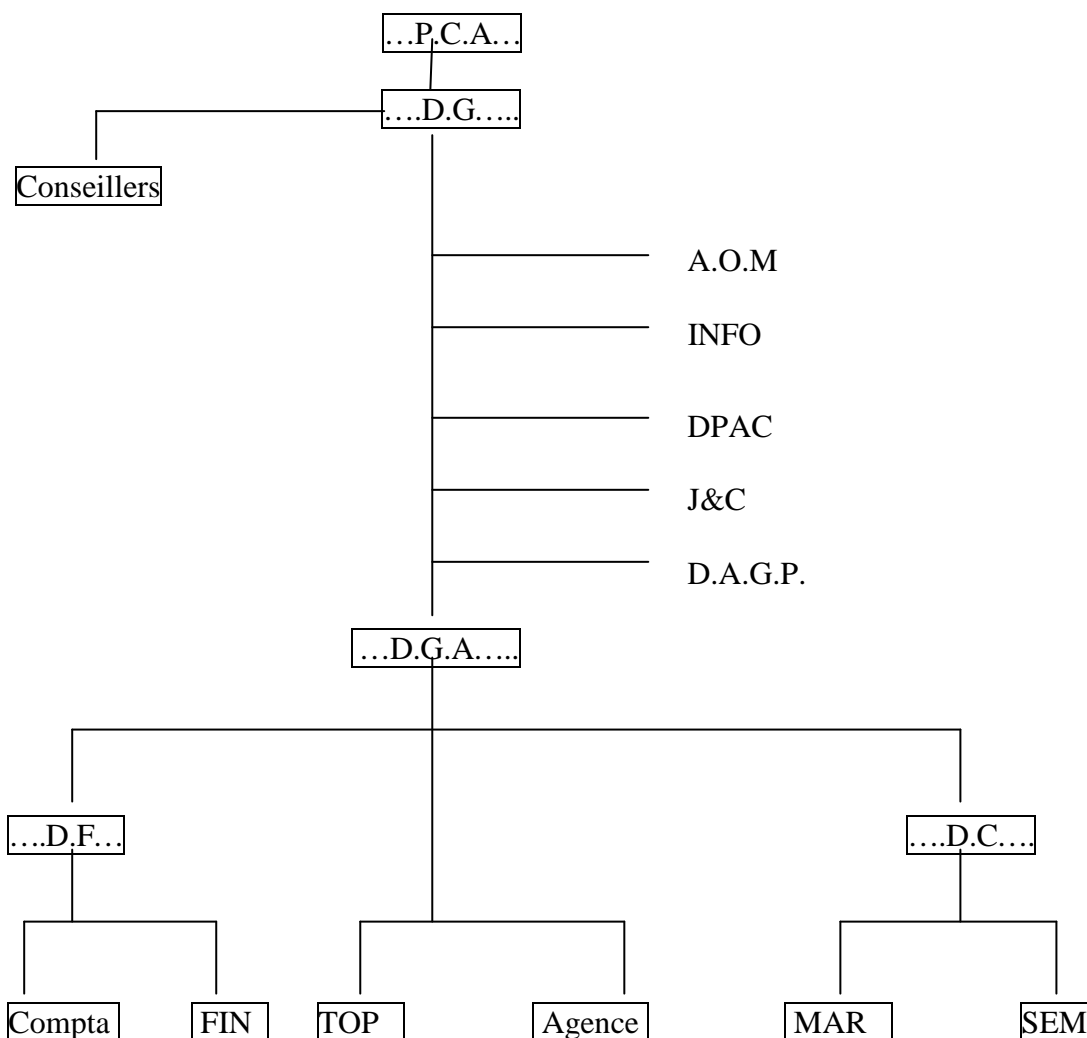 …P.C.A…
….D.G…..
Conseillers
A.O.M
INFO
DPAC
J&C
D.A.G.P.
…D.G.A…..
….D.F…
….D.C….
Compta
FIN
TOP
Agence
MAR
SEM